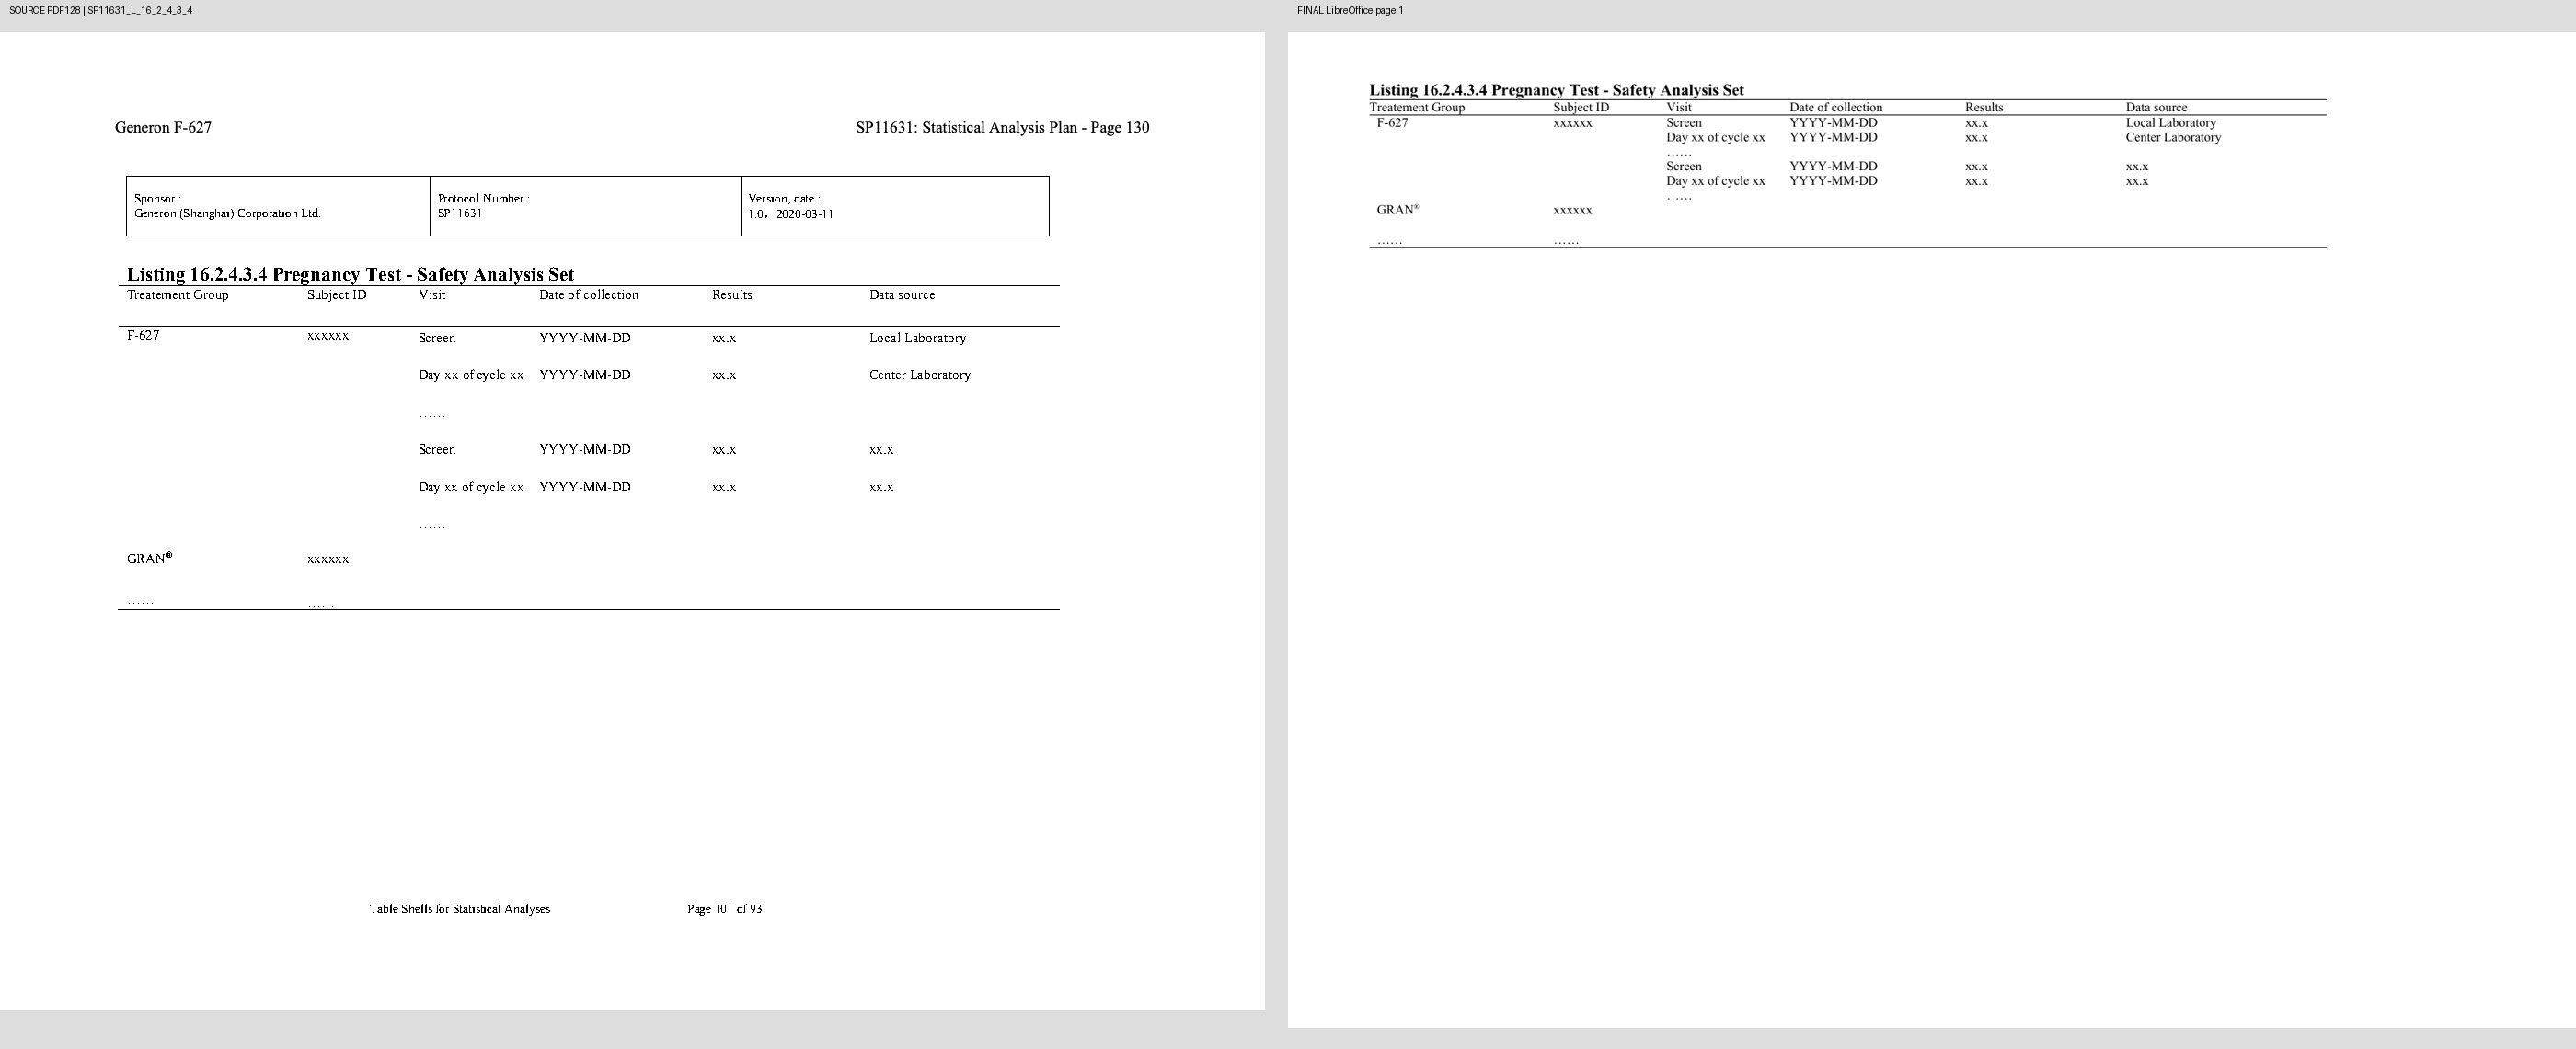 SOURCE PDF128 | SP11631_L_16_2_4_3_4
Generon F-627 SP11631: Statistical Analysis Plan - Page 130
Sponsor : Protocol Number : Version, date :
Generon (Shanghai) Corporation Ltd. SP11631 1.0，2020-03-11
Listing 16.2.4.3.4 Pregnancy Test - Safety Analysis Set
Treatement Group Subject ID Visit Date of collection Results Data source
F-627 xxxxxx Screen YYYY-MM-DD xx.x Local Laboratory
Day xx of cycle xx YYYY-MM-DD xx.x Center Laboratory
......
Screen YYYY-MM-DD xx.x xx.x
Day xx of cycle xx YYYY-MM-DD xx.x xx.x
......
GRAN® xxxxxx
...... ......
Table Shells for Statistical Analyses Page 101 of 93
FINAL LibreOffice page 1
Listing 16.2.4.3.4 Pregnancy Test - Safety Analysis Set
Treatement Group Subject ID Visit Date of collection Results Data source
F-627 xxxxxx Screen YYYY-MM-DD xx.x Local Laboratory
Day xx of cycle xx YYYY-MM-DD xx.x Center Laboratory
......
Screen YYYY-MM-DD xx.x xx.x
Day xx of cycle xx YYYY-MM-DD xx.x xx.x
......
GRAN® xxxxxx
...... ......